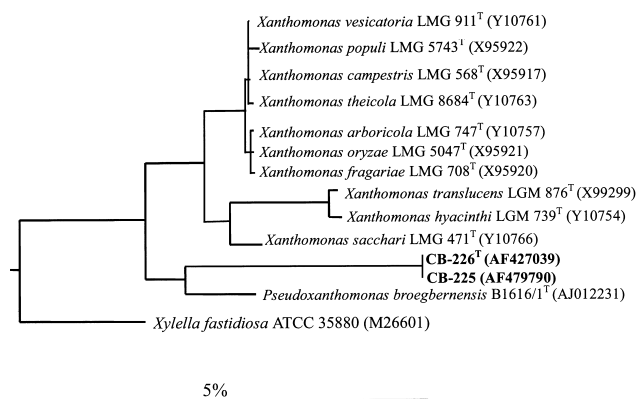 Xanthomonas vesicatoria LMG 911T (Y10761)
Xanthomonas populi LMG 5743T (X95922)
Xanthomonas campestris LMG 568T (X95917)
Xanthomonas theicola LMG 8684T (Y10763)
Xanthomonas arboricola LMG 747T (Y10757)
Xanthomonas oryzae LMG 5047T (X95921)
Xanthomonas fragariae LMG 708T (X95920)
Xanthomonas translucens LGM 876T (X99299)
Xanthomonas hyacinthi LGM 739T (Y10754)
Xanthomonas sacchari LMG 471T (Y10766)
CB-226T (AF427039)
CB-225 (AF479790)
Pseudoxanthomonas broegbernensis B1616/1T (AJ012231)
Xylella fastidiosa ATCC 35880 (M26601)
5%